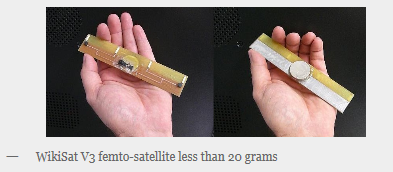 — WikiSat V3 femto-satellite less than 20 grams